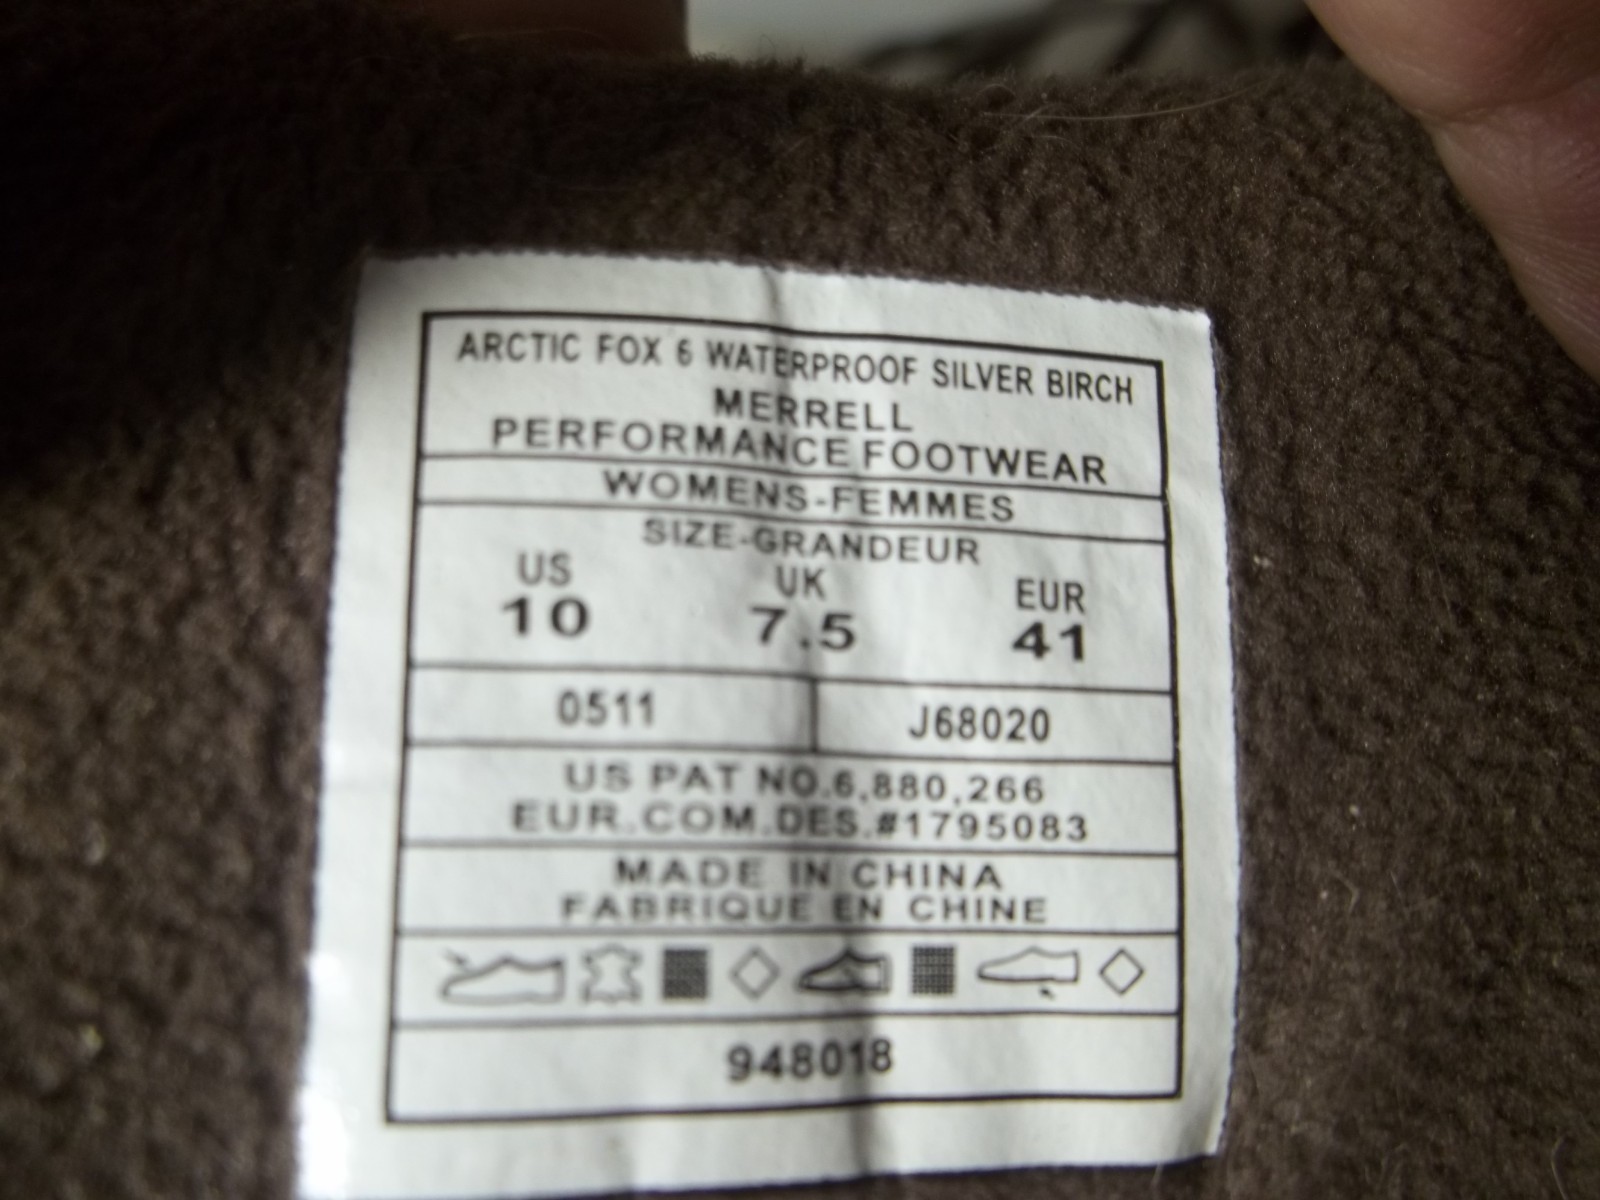 ARCTIC FOX 6 WATERPROOF SILVER BIRCH
MERRELL
PERFORMANCE FOOTWEAR
WOMENS-FEMMES
SIZE-GRANDEUR
US UK EUR
10 7.5 41
0511 J68020
US PAT NO.6,880,266
EUR.COM.DES.#1795083
MADE IN CHINA
FABRIQUE EN CHINE
948018